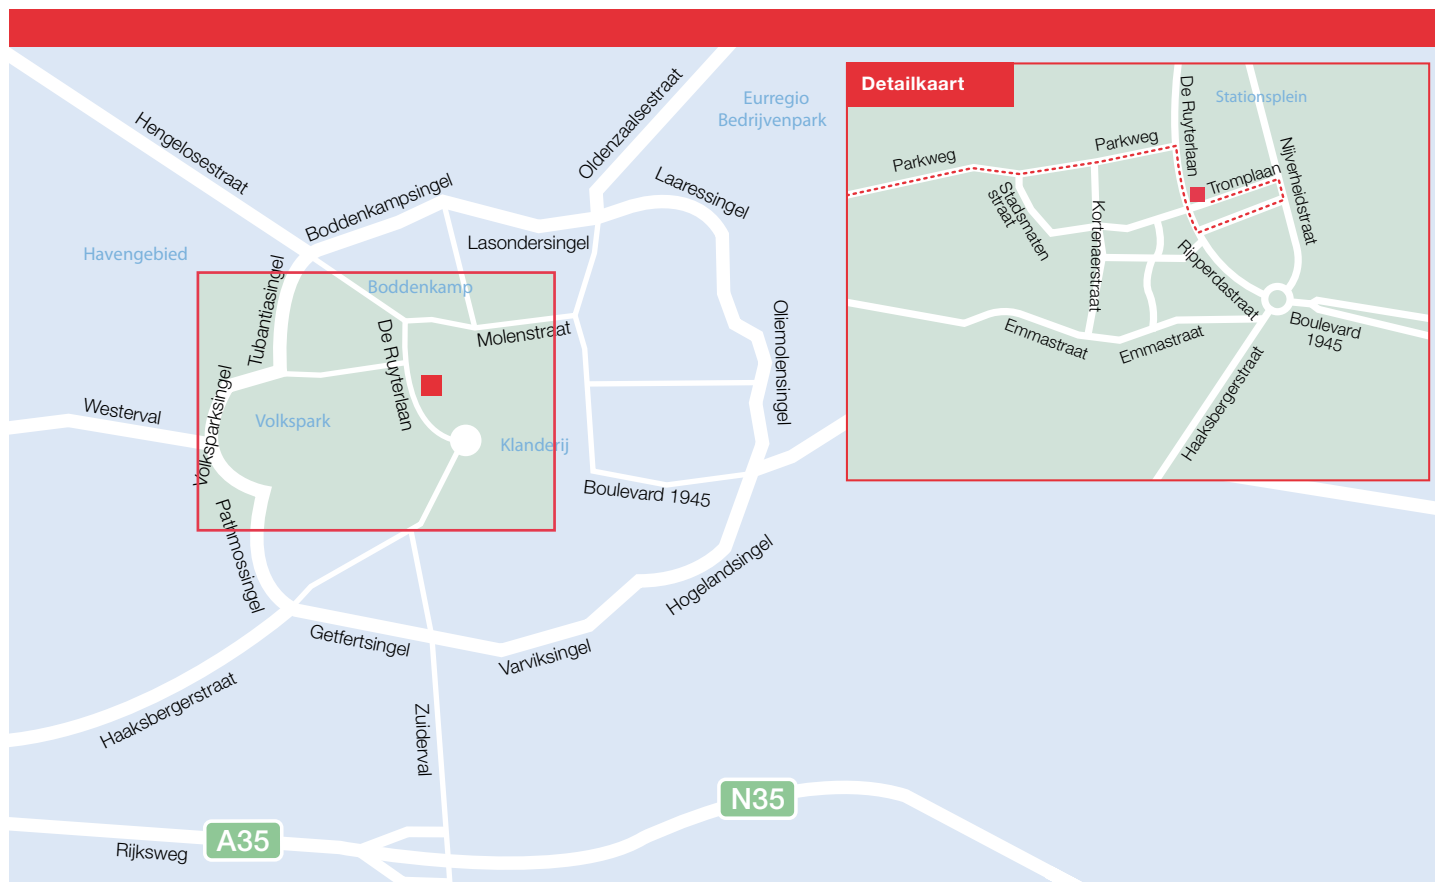 Detailkaart
Eurregio
Bedrijvenpark
Oldenzaalsestraat
Hengelosestraat
Boddenkampsingel
Laaressingel
Lasondersingel
Havengebied
Tubantiasingel
Boddenkamp
Molenstraat
De Ruyterlaan
Oliemolensingel
Westerval
Volksparksingel
Volkspark
Klanderij
Boulevard 1945
Pathmossingel
Hogelandsingel
Getfertsingel
Varviksingel
Haaksbergerstraat
Zuiderval
N35
A35
Rijksweg
De Ruyterlaan
Stationsplein
Parkweg
Parkweg
Nijverheidstraat
Tromplaan
Stadsmaten
straat
Kortenaerstraat
Ripperdastraat
Emmastraat
Emmastraat
Boulevard
1945
Haaksbergerstraat